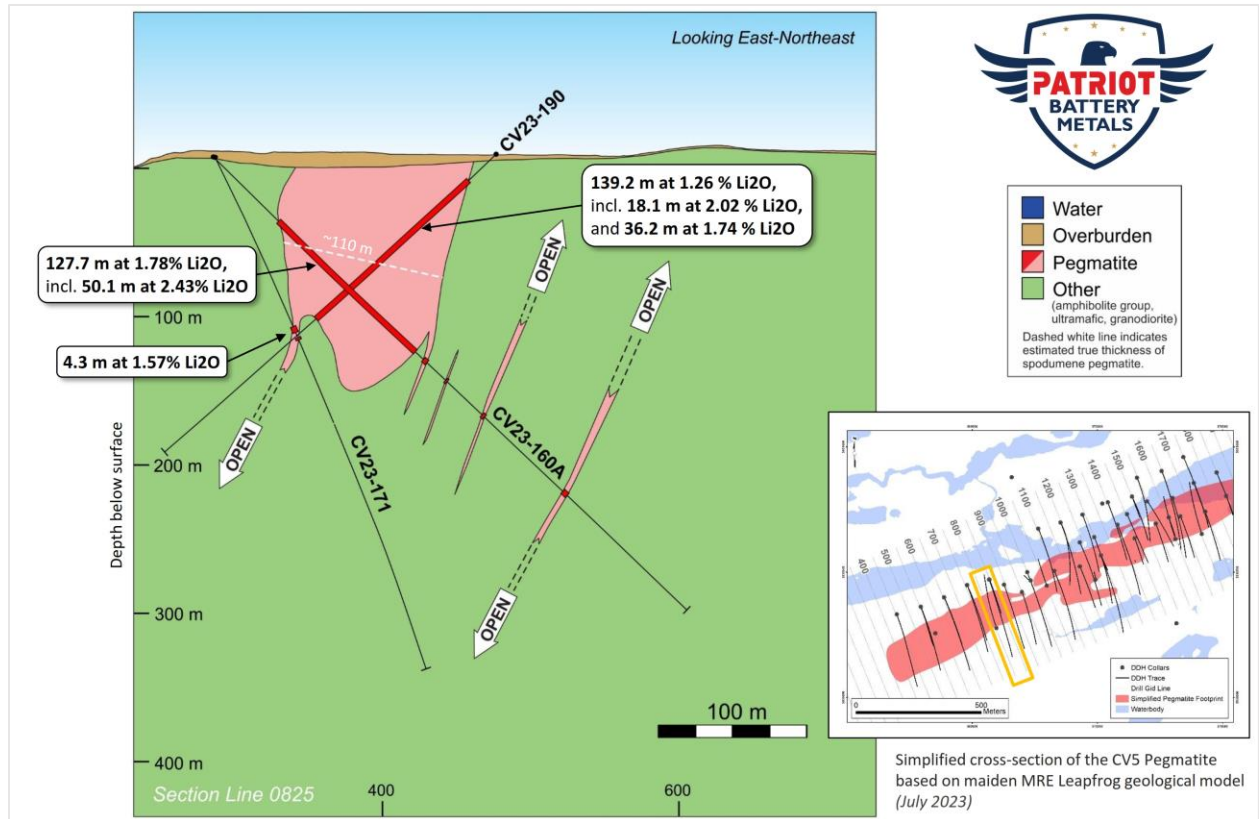 Looking East-Northeast
CV23-190
139.2 m at 1.26 % Li2O,
incl. 18.1 m at 2.02 % Li2O,
and 36.2 m at 1.74 % Li2O
~110 m
127.7 m at 1.78% Li2O,
incl. 50.1 m at 2.43% Li2O
4.3 m at 1.57% Li2O
OPEN
OPEN
OPEN
OPEN
CV23-171
CV23-160A
Depth below surface
100 m
200 m
300 m
400 m
100 m
Section Line 0825
400
600
PATRIOT
BATTERY
METALS
Water
Overburden
Pegmatite
Other
(amphibolite group,
ultramafic, granodiorite)
Dashed white line indicates
estimated true thickness of
spodumene pegmatite.
400
500
600
700
800
900
1000
1100
1200
1300
1400
1500
1600
1700
DDH Collars
DDH Trace
Drill Gid Line
Simplified Pegmatite Footprint
Waterbody
0
500
Meters
Simplified cross-section of the CV5 Pegmatite
based on maiden MRE Leapfrog geological model
(July 2023)